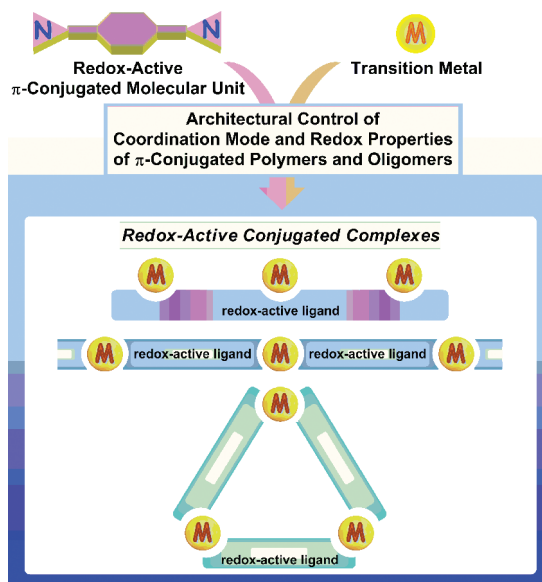 N
N
M
Redox-Active
π-Conjugated Molecular Unit
Transition Metal
Architectural Control of
Coordination Mode and Redox Properties
of π-Conjugated Polymers and Oligomers
Redox-Active Conjugated Complexes
M
M
M
redox-active ligand
M
redox-active ligand
M
redox-active ligand
M
M
M
M
redox-active ligand